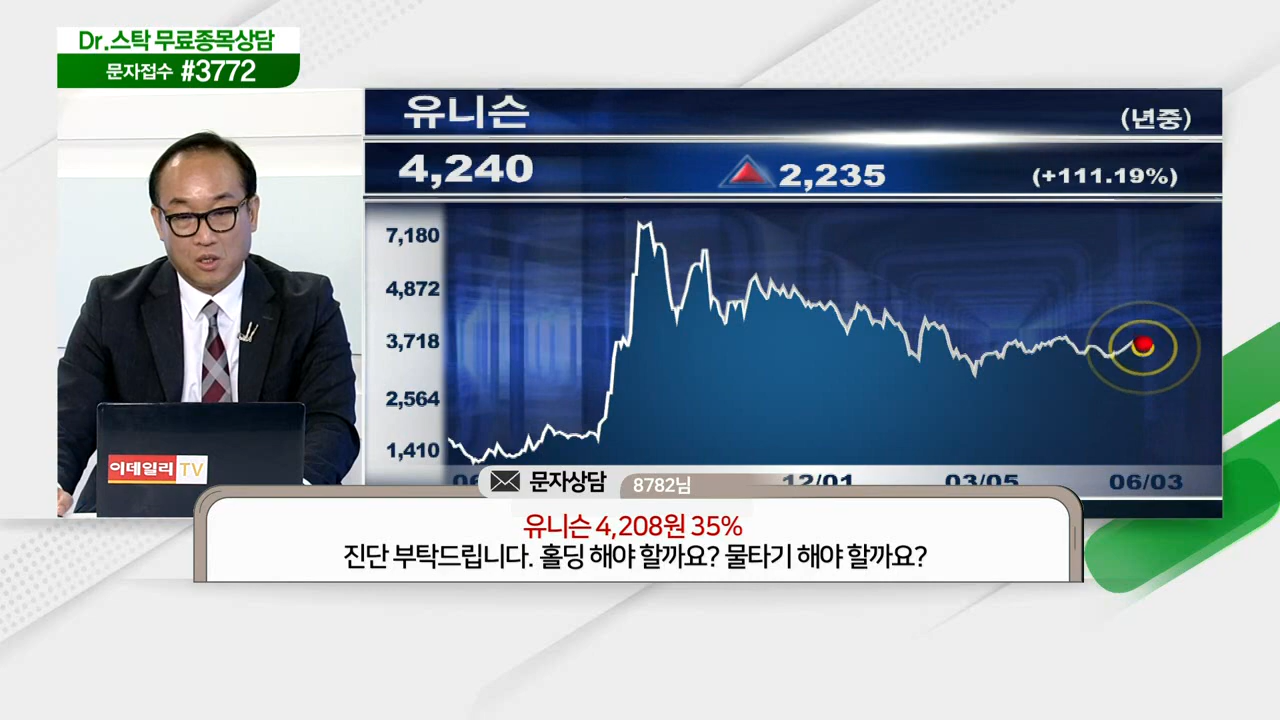 Dr.스탁 무료종목상담
문자접수 #3772
유니슨
(년중)
4,240
2,235
(+111.19%)
7,180
4,872
3,718
2,564
1,410
12/01
03/05
06/03
이데일리 TV
문자상담
8782님
유니슨 4,208원 35%
진단 부탁드립니다. 홀딩 해야 할까요? 물타기 해야 할까요?